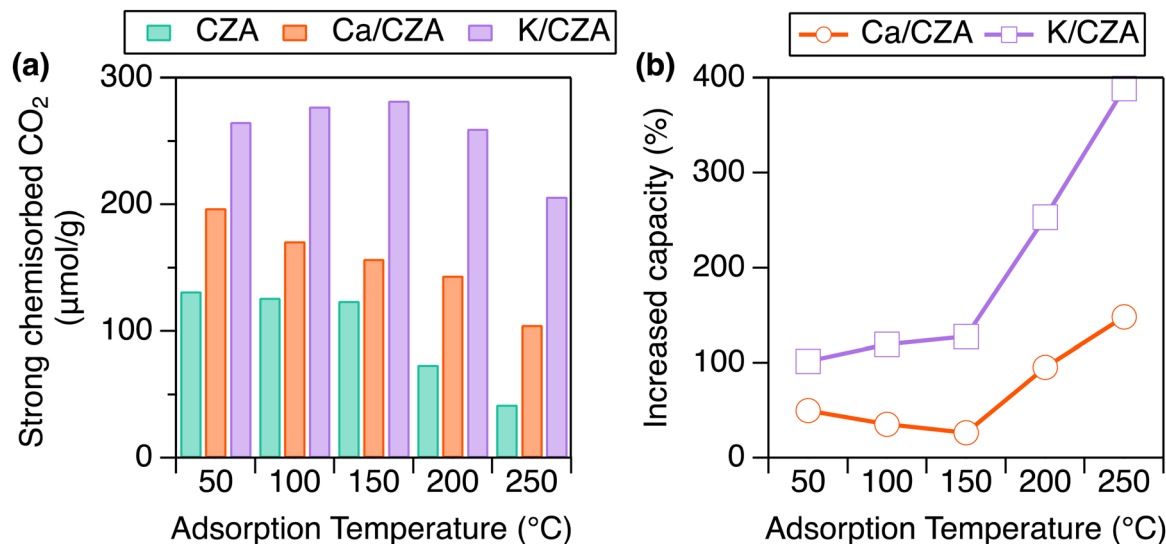 CZA Ca/CZA K/CZA
(a)
Strong chemisorbed CO₂
(µmol/g)
300
200
100
0
50 100 150 200 250
Adsorption Temperature (°C)
Ca/CZA K/CZA
(b)
Increased capacity (%)
400
300
200
100
0
50 100 150 200 250
Adsorption Temperature (°C)